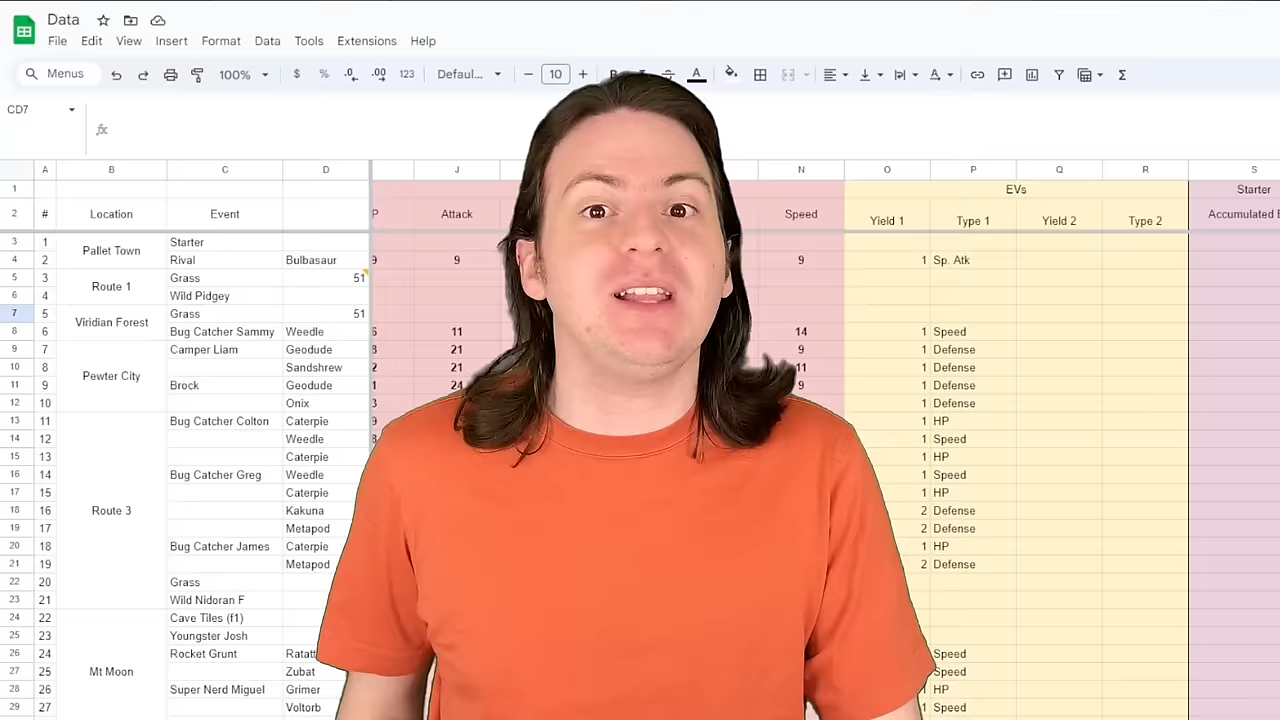 Data
File Edit View Insert Format Data Tools Extensions Help
Menus 100% $ % .0 .00 123 Defaul... − 10 + A Σ
CD7
fx
A B C D J N O P Q R S
1 EVs Starter
2 # Location Event P Attack Speed Yield 1 Type 1 Yield 2 Type 2 Accumulated E
3 1 Pallet Town Starter
4 2 Rival Bulbasaur 9 9 9 1 Sp. Atk
5 3 Route 1 Grass 51
6 4 Wild Pidgey
7 5 Viridian Forest Grass 51
8 6 Bug Catcher Sammy Weedle 6 11 14 1 Speed
9 7 Pewter City Camper Liam Geodude 8 21 9 1 Defense
10 8 Sandshrew 2 21 11 1 Defense
11 9 Brock Geodude 1 24 9 1 Defense
12 10 Onix 3 1 Defense
13 11 Route 3 Bug Catcher Colton Caterpie 9 1 HP
14 12 Weedle 8 1 Speed
15 13 Caterpie 1 HP
16 14 Bug Catcher Greg Weedle 1 Speed
17 15 Caterpie 1 HP
18 16 Kakuna 2 Defense
19 17 Metapod 2 Defense
20 18 Bug Catcher James Caterpie 1 HP
21 19 Metapod 2 Defense
22 20 Grass
23 21 Wild Nidoran F
24 22 Mt Moon Cave Tiles (f1)
25 23 Youngster Josh
26 24 Rocket Grunt Ratatt Speed
27 25 Zubat Speed
28 26 Super Nerd Miguel Grimer 1 HP
29 27 Voltorb 1 Speed